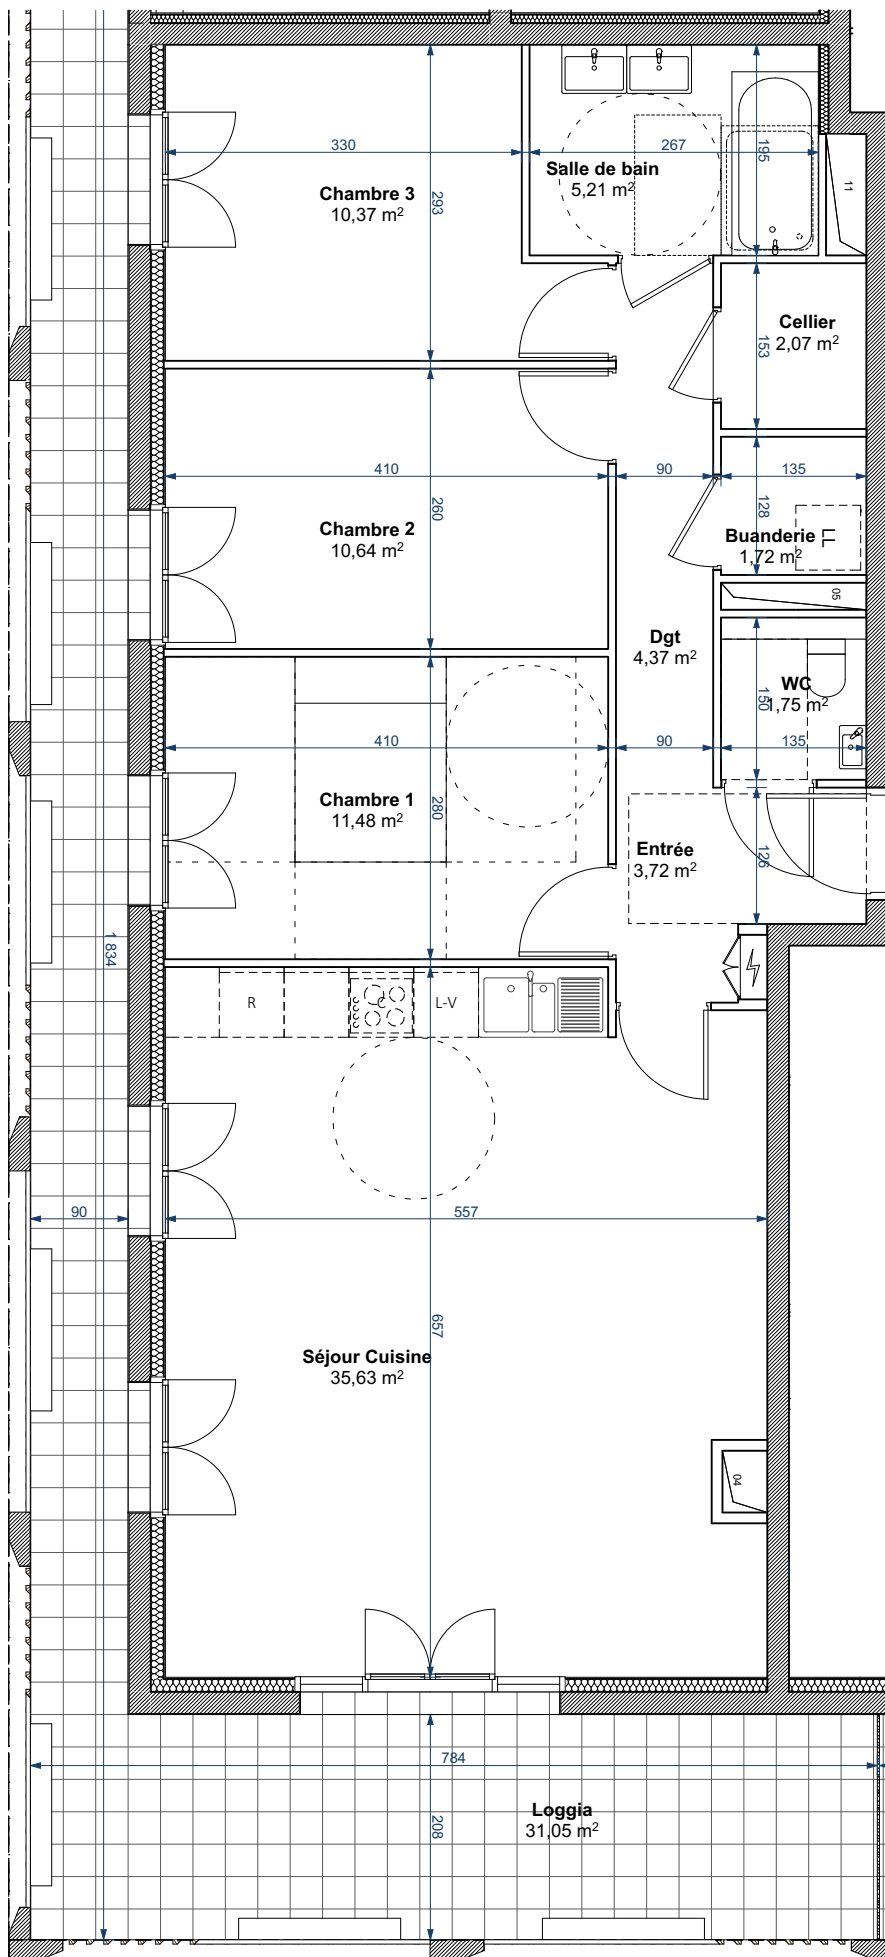 330
267
195
Salle de bain
5,21 m²
Chambre 3
10,37 m²
293
11
Cellier
2,07 m²
153
410
90
135
260
128
Chambre 2
10,64 m²
Buanderie
1,72 m²
LL
05
Dgt
4,37 m²
WC
1,75 m²
150
410
90
135
Chambre 1
11,48 m²
280
Entrée
3,72 m²
126
1 834
R
C
L-V
90
557
657
Séjour Cuisine
35,63 m²
04
784
Loggia
31,05 m²
208